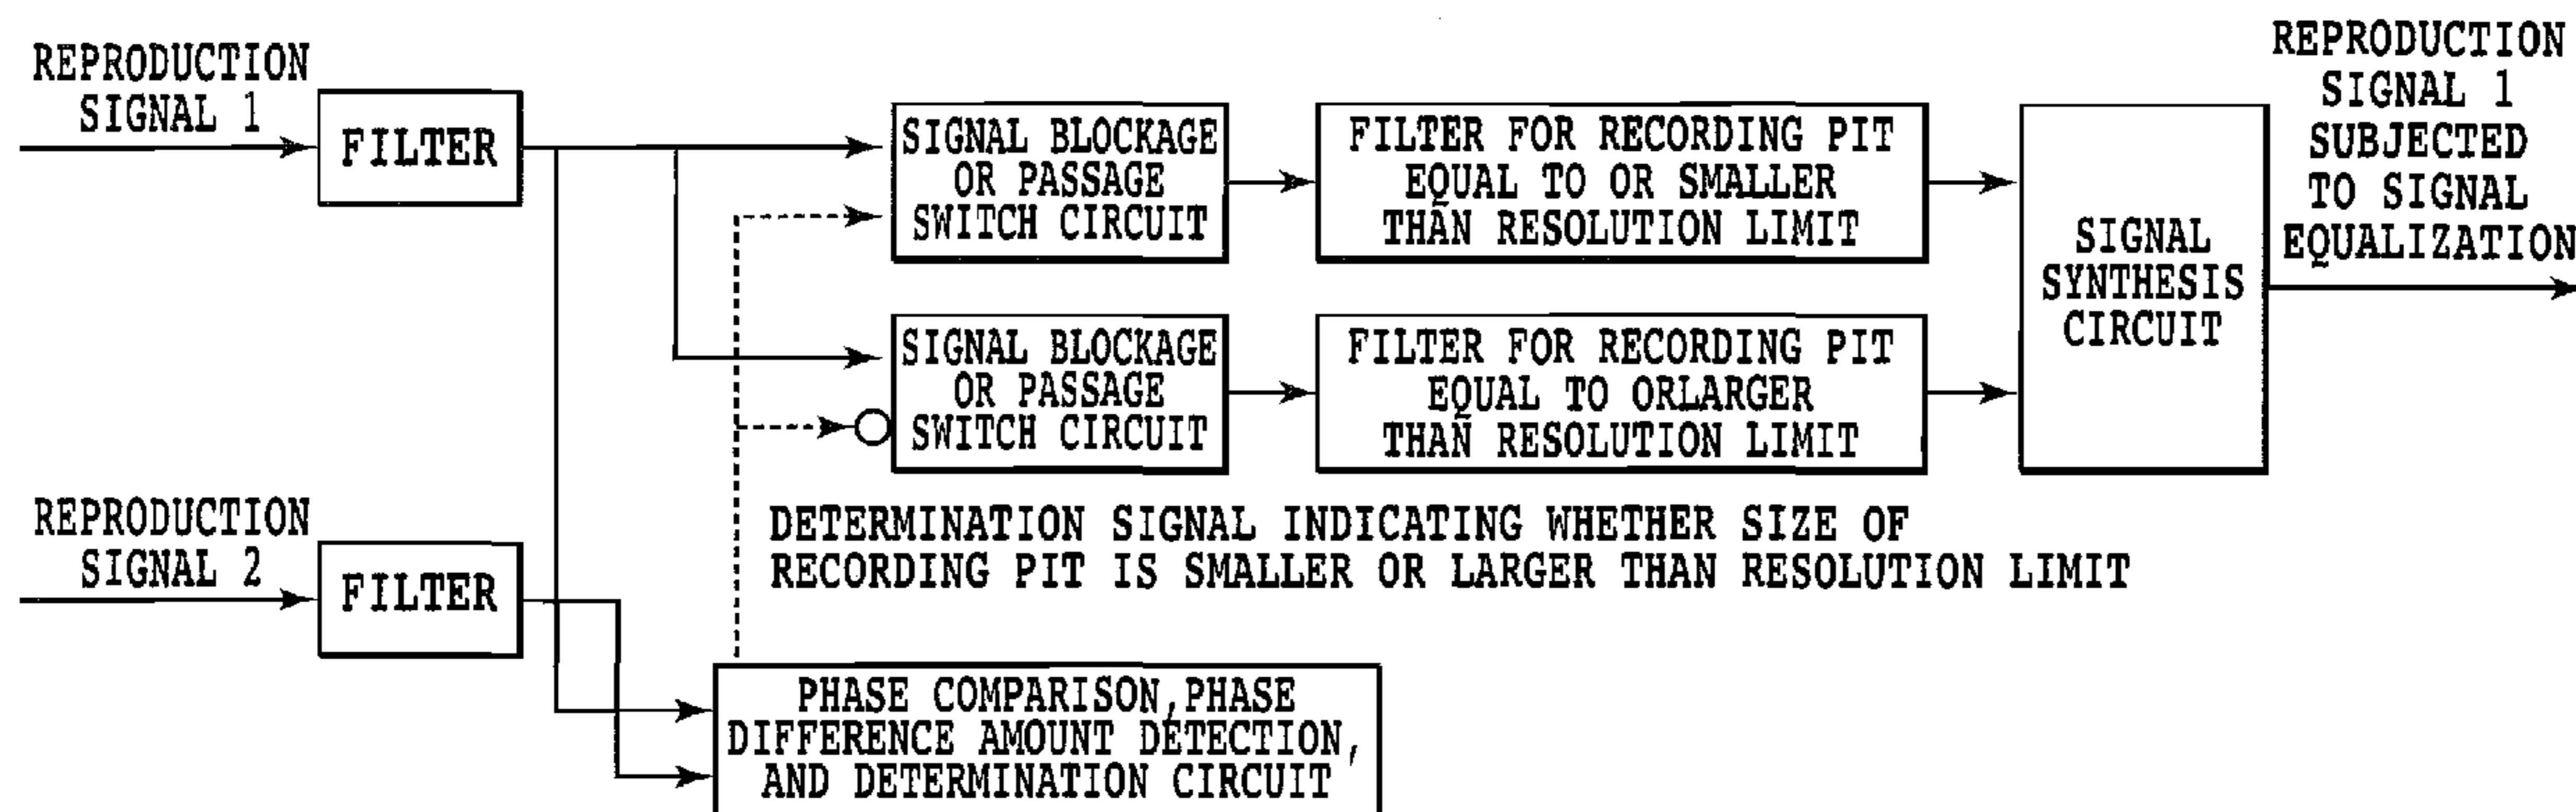 REPRODUCTION
SIGNAL 1
FILTER
SIGNAL BLOCKAGE
OR PASSAGE
SWITCH CIRCUIT
FILTER FOR RECORDING PIT
EQUAL TO OR SMALLER
THAN RESOLUTION LIMIT
SIGNAL
SYNTHESIS
CIRCUIT
REPRODUCTION
SIGNAL 1
SUBJECTED
TO SIGNAL
EQUALIZATION
SIGNAL BLOCKAGE
OR PASSAGE
SWITCH CIRCUIT
FILTER FOR RECORDING PIT
EQUAL TO ORLARGER
THAN RESOLUTION LIMIT
REPRODUCTION
SIGNAL 2
FILTER
DETERMINATION SIGNAL INDICATING WHETHER SIZE OF
RECORDING PIT IS SMALLER OR LARGER THAN RESOLUTION LIMIT
PHASE COMPARISON,PHASE
DIFFERENCE AMOUNT DETECTION,
AND DETERMINATION CIRCUIT